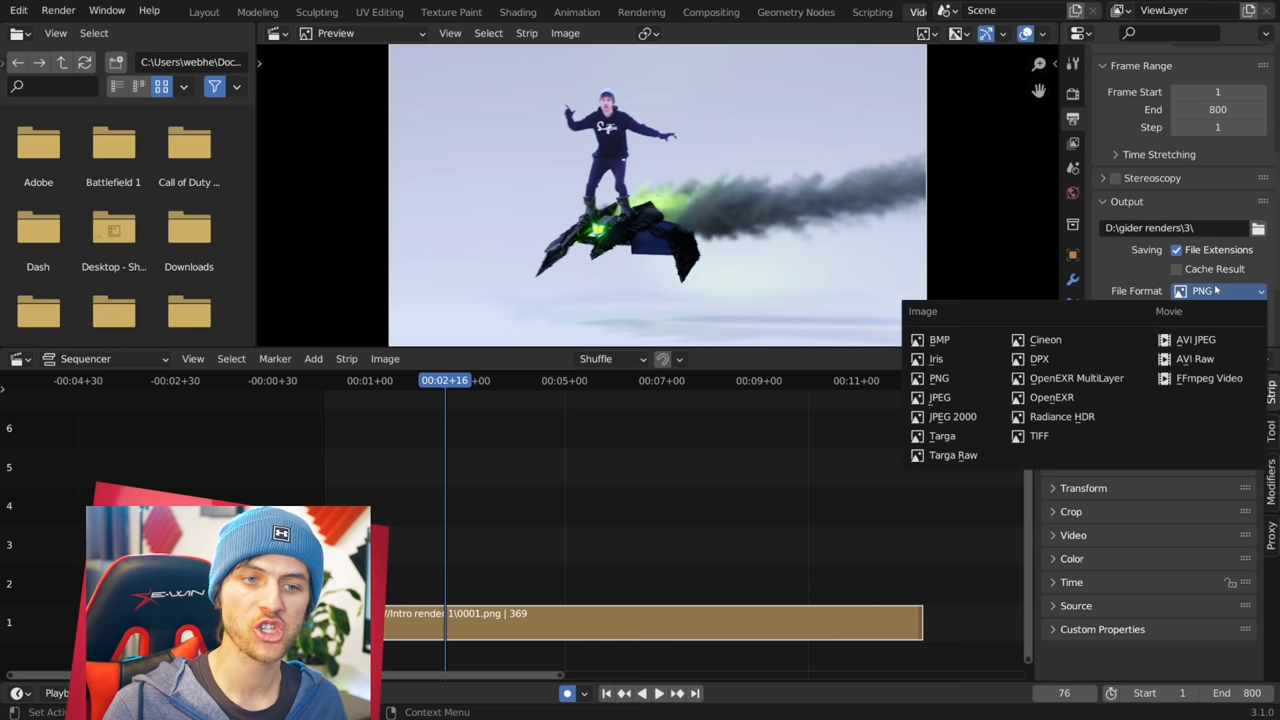 Edit Render Window Help Layout Modeling Sculpting UV Editing Texture Paint Shading Animation Rendering Compositing Geometry Nodes Scripting Scene ViewLayer
View Select C:\Users\webhe\Doc... Preview View Select Strip Image
Adobe Battlefield 1 Call of Duty ...
Dash Desktop - Sh... Downloads
Frame Range
Frame Start 1
End 800
Step 1
Time Stretching
Stereoscopy
Output
D:\gider renders\3\
Saving File Extensions
Cache Result
File Format PNG
Image Movie
BMP Cineon AVI JPEG
Iris DPX AVI Raw
PNG OpenEXR MultiLayer FFmpeg Video
JPEG OpenEXR
JPEG 2000 Radiance HDR
Targa TIFF
Targa Raw
Sequencer View Select Marker Add Strip Image Shuffle
-00:04+30 -00:02+30 -00:00+30 00:01+00 00:02+16 +00 00:05+00 00:07+00 00:09+00 00:11+00
6
5
4
3
2
1
//Intro render 1\0001.png | 369
Strip
Tool
Modifiers
Proxy
Transform
Crop
Video
Color
Time
Source
Custom Properties
E-WIN
Playb 76 Start 1 End 800
Set Activ Context Menu 3.1.0